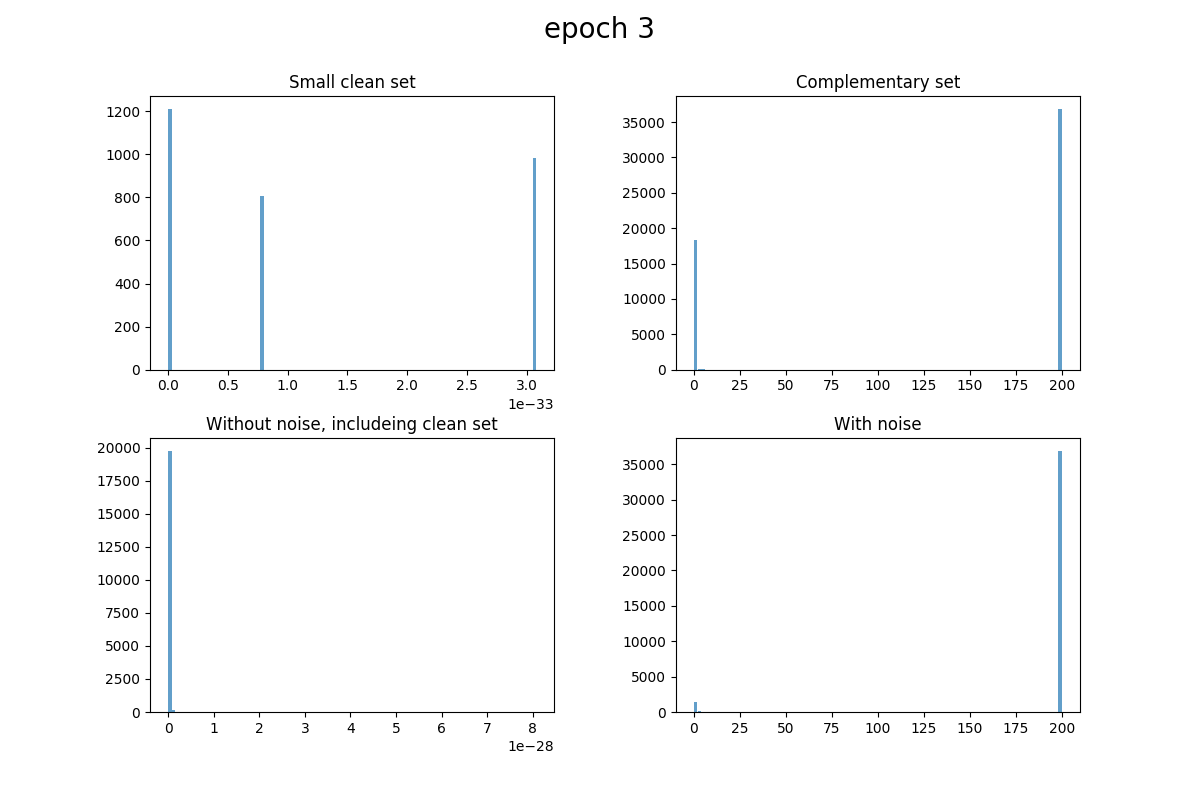 epoch 3
Small clean set
1200
1000
800
600
400
200
0
0.0 0.5 1.0 1.5 2.0 2.5 3.0
1e−33
Complementary set
35000
30000
25000
20000
15000
10000
5000
0
0 25 50 75 100 125 150 175 200
Without noise, includeing clean set
20000
17500
15000
12500
10000
7500
5000
2500
0
0 1 2 3 4 5 6 7 8
1e−28
With noise
35000
30000
25000
20000
15000
10000
5000
0
0 25 50 75 100 125 150 175 200